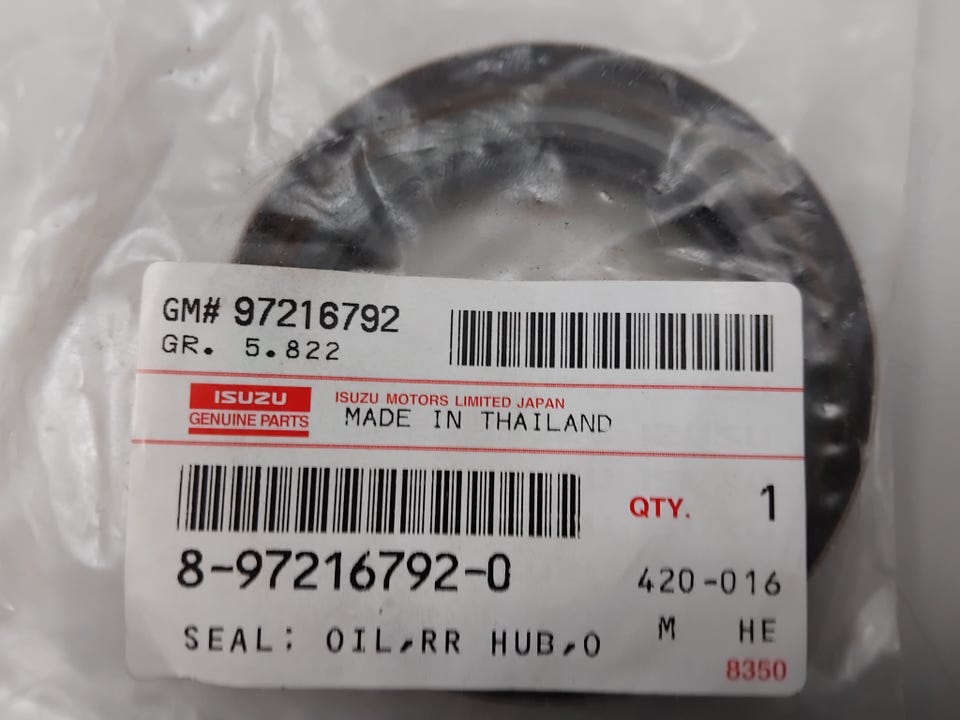 GM# 97216792
GR. 5.822
ISUZU
GENUINE PARTS
ISUZU MOTORS LIMITED JAPAN
MADE IN THAILAND
QTY. 1
8-97216792-0
420-016
SEAL: OIL,RR HUB,O
M HE
8350